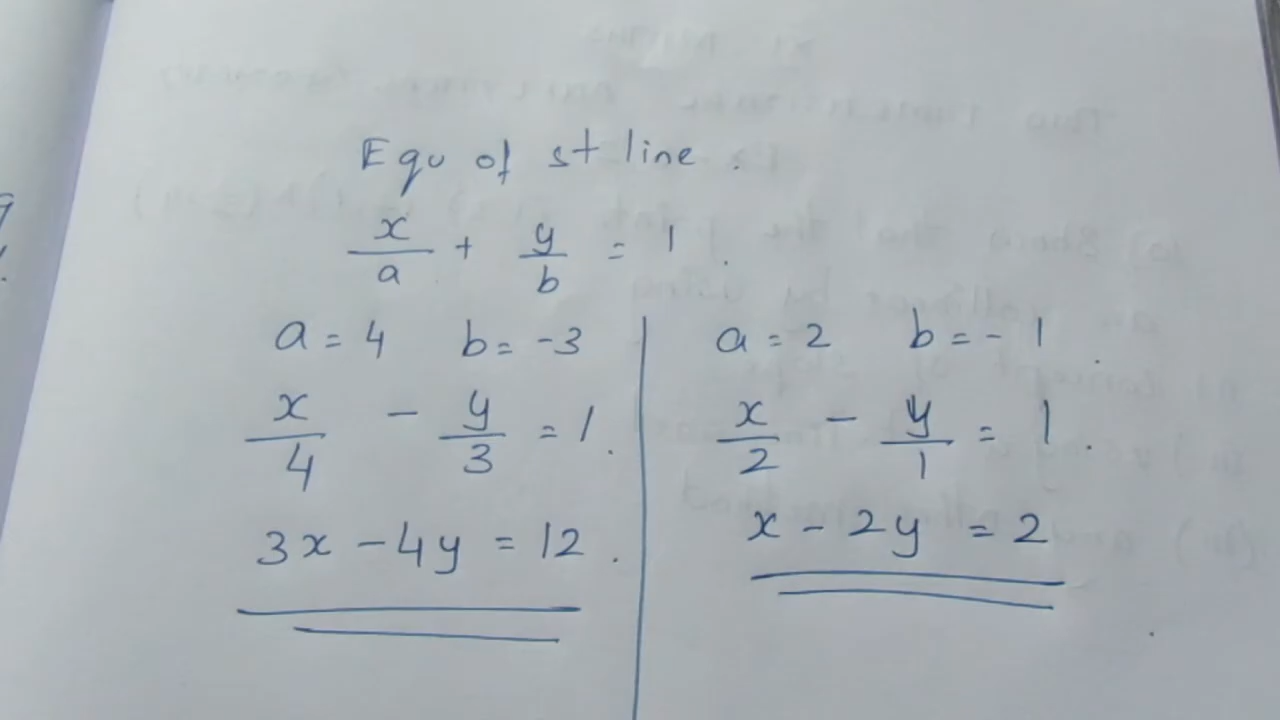 Equ of st line .
x/a + y/b = 1 .
a = 4 b = -3
x/4 - y/3 = 1 .
3x - 4y = 12 .
a = 2 b = - 1 .
x/2 - y/1 = 1 .
x - 2y = 2